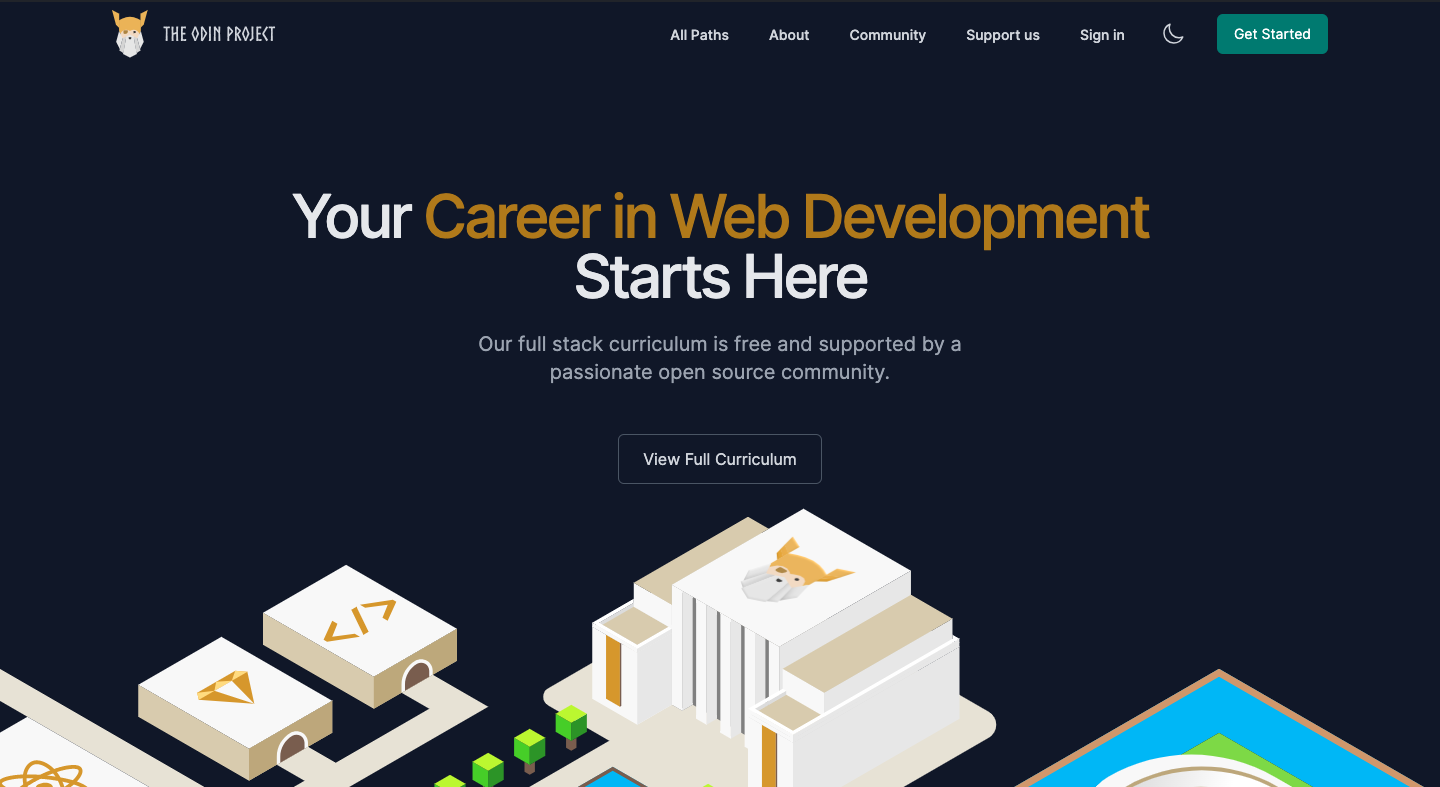 THE ODIN PROJECT
All Paths
About
Community
Support us
Sign in
Get Started
Your Career in Web Development
Starts Here
Our full stack curriculum is free and supported by a
passionate open source community.
View Full Curriculum
</>